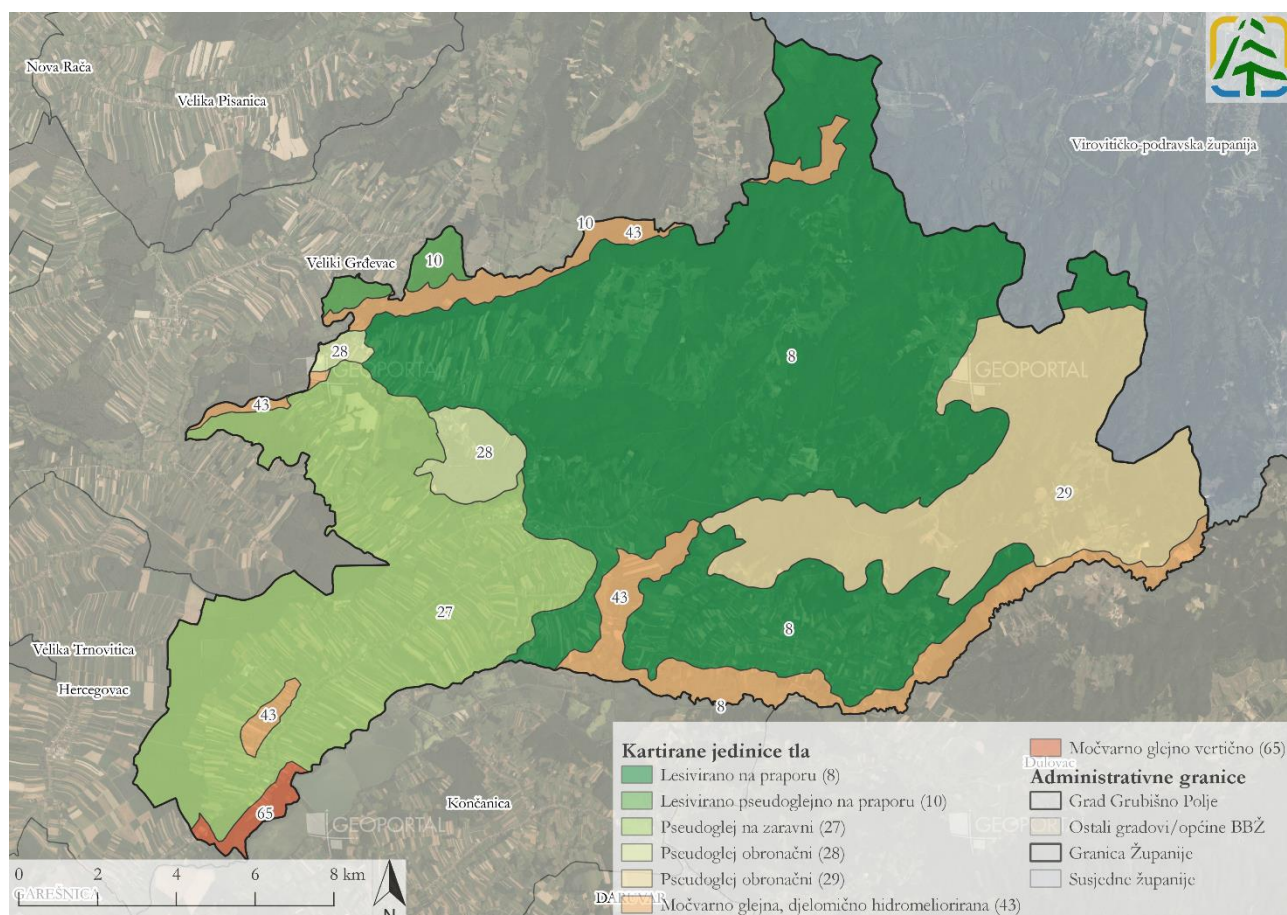 Nova Rača
Velika Pisanica
Virovitičko-podravska županija
10
43
Veliki Grđevac
10
8
28
GEOPORTAL
GEOPORTAL
43
28
29
43
27
8
Velika Trnovitica
Hercegovac
43
8
65
Končanica
GEOPORTAL
Kartirane jedinice tla
Lesivirano na praporu (8)
Lesivirano pseudoglejno na praporu (10)
Pseudoglej na zaravni (27)
Pseudoglej obronačni (28)
Pseudoglej obronačni (29)
Močvarno glejna, djelomično hidromeliorirana (43)
Močvarno glejno vertično (65)
Dulovac
Administrativne granice
Grad Grubišno Polje
Ostali gradovi/općine BBŽ
Granica Županije
Susjedne županije
0 2 4 6 8 km
N
GAREŠNICA
DARUVAR